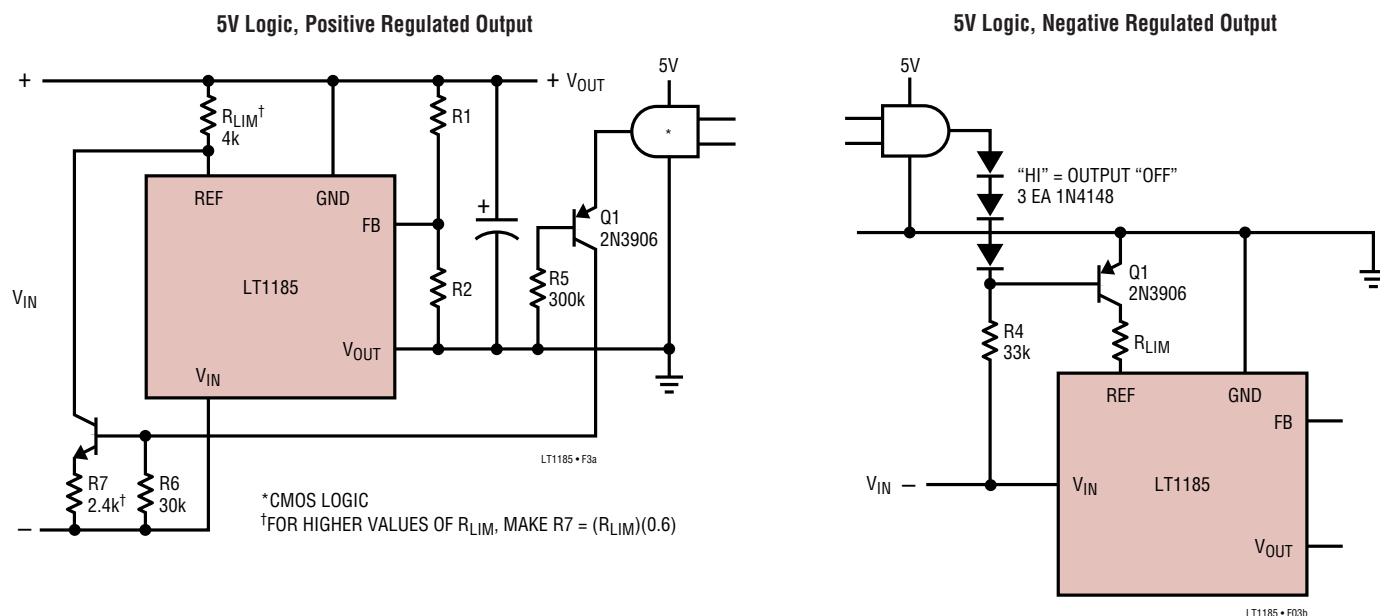 5V Logic, Positive Regulated Output
+
+ VOUT
RLIM†
4k
REF
GND
FB
LT1185
VIN
VOUT
VIN
R1
R2
+
R5
300k
Q1
2N3906
5V
*
R7
2.4k†
R6
30k
–
LT1185 • F3a
*CMOS LOGIC
†FOR HIGHER VALUES OF RLIM, MAKE R7 = (RLIM)(0.6)
5V Logic, Negative Regulated Output
5V
“HI” = OUTPUT “OFF”
3 EA 1N4148
Q1
2N3906
R4
33k
RLIM
REF
GND
FB
VIN –
VIN
LT1185
VOUT
LT1185 • F03b